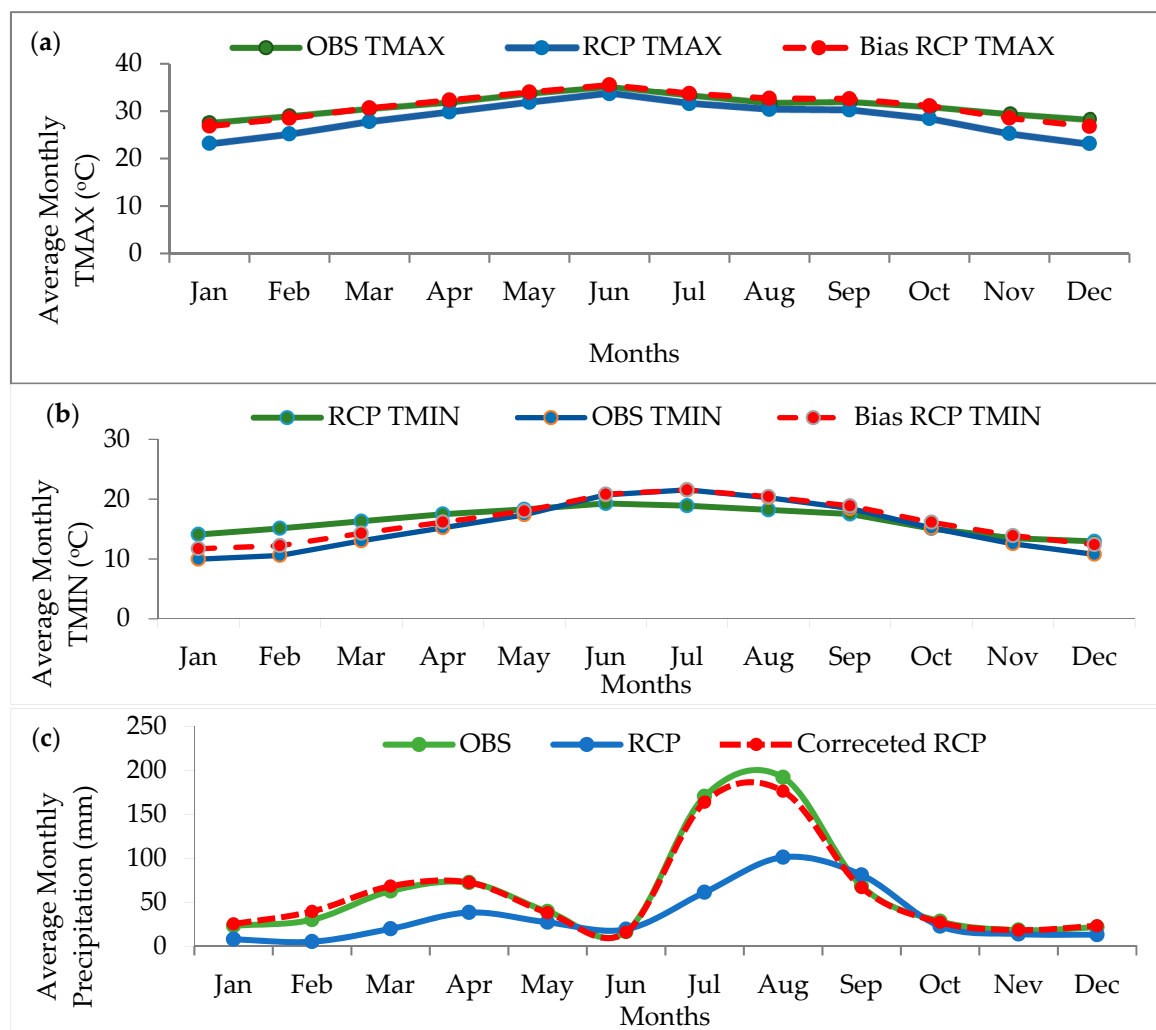 (a)
OBS TMAX RCP TMAX Bias RCP TMAX
Average Monthly
TMAX (°C)
40
30
20
10
0
Jan Feb Mar Apr May Jun Jul Aug Sep Oct Nov Dec
Months
(b)
RCP TMIN OBS TMIN Bias RCP TMIN
Average Monthly
TMIN (°C)
30
20
10
0
Jan Feb Mar Apr May Jun Jul Aug Sep Oct Nov Dec
Months
(c)
OBS RCP Correceted RCP
Average Monthly
Precipitation (mm)
250
200
150
100
50
0
Jan Feb Mar Apr May Jun Jul Aug Sep Oct Nev Dec
Months